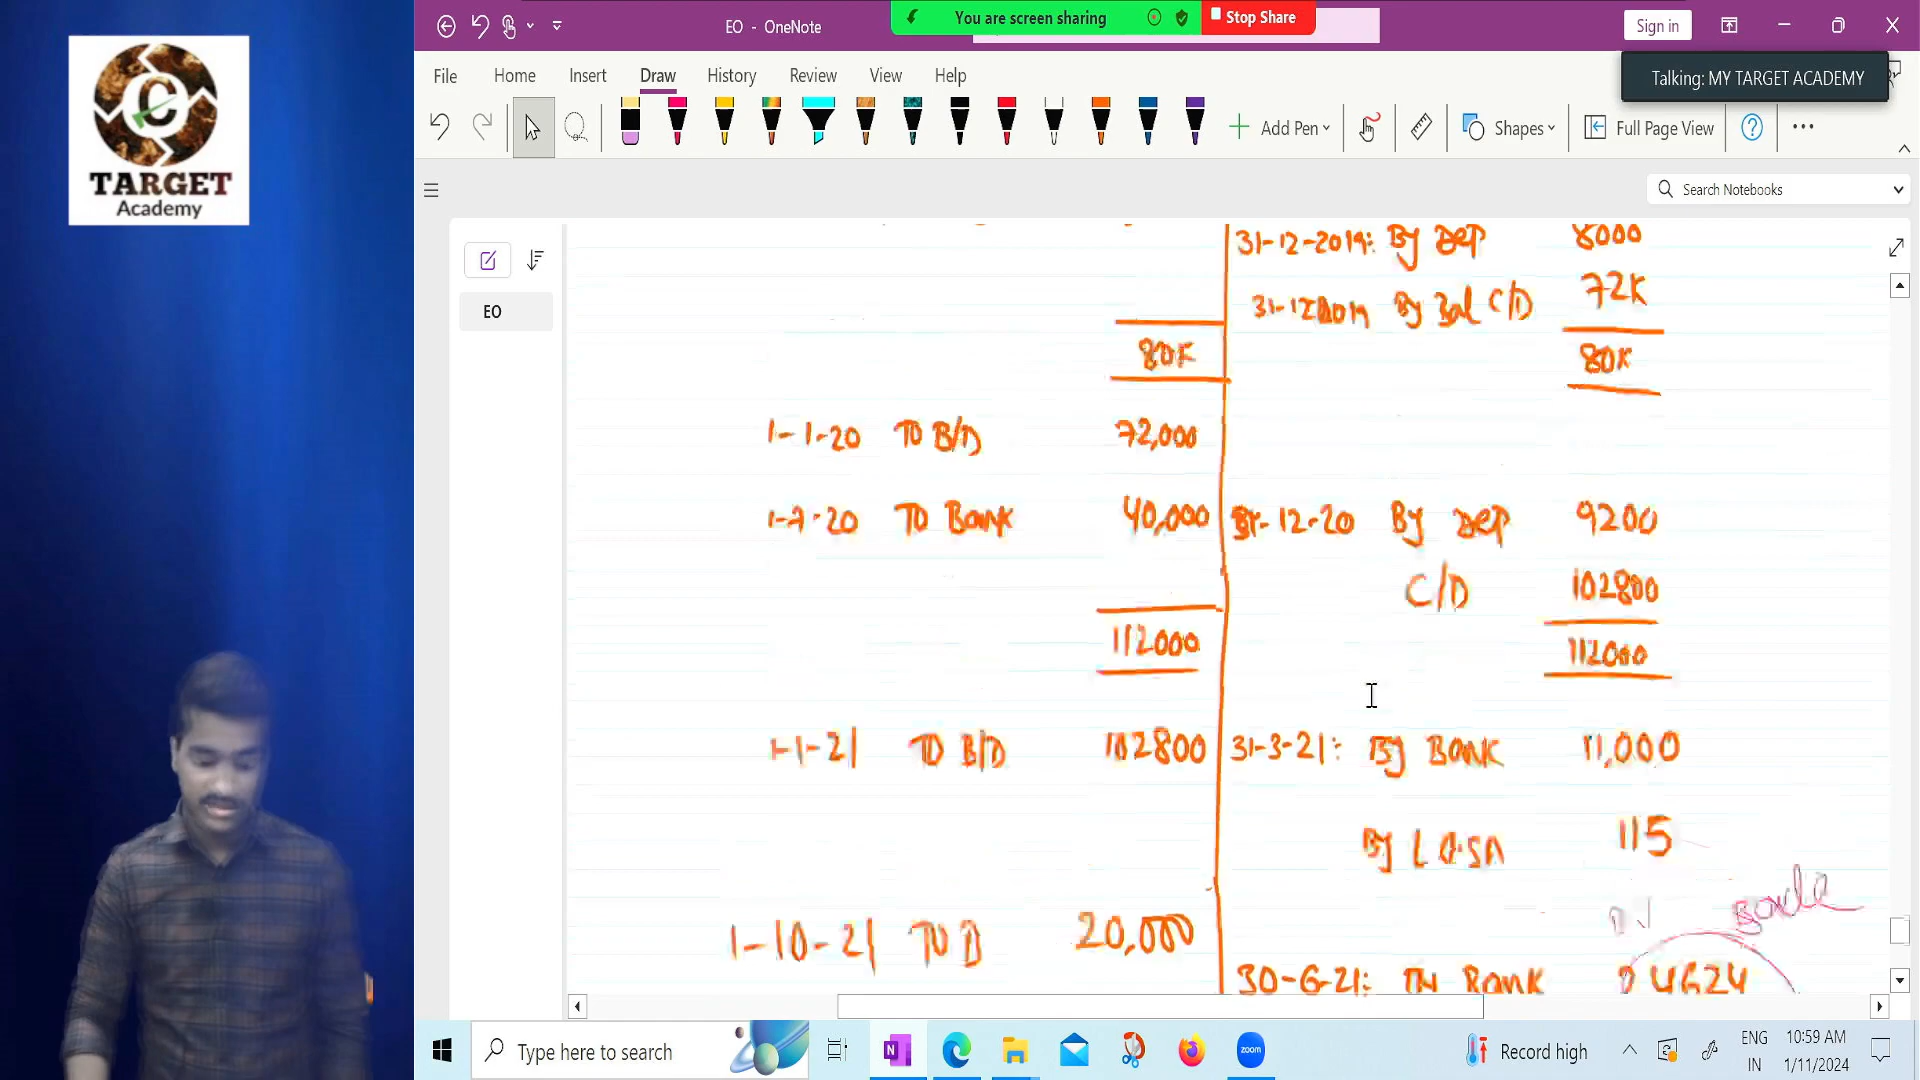 TARGET
Academy
EO - OneNote
You are screen sharing
Stop Share
Sign in
File Home Insert Draw History Review View Help
Talking: MY TARGET ACADEMY
Add Pen
Shapes
Full Page View
Search Notebooks
EO
31-12-2019: By Dep 8000
By Bal C/D 72K
80K 80K
1-1-20 TO B/D 72,000
1-7-20 TO Bank 40,000 31-12-20 By Dep 9200
C/D 102800
112000 112000
1-1-21 TO B/D 102800 31-3-21: By Bank 11,000
By 115
1-10-21 TO B 20,000
30-6-21: Bank 4624
Type here to search
zoom
Record high
ENG
IN
10:59 AM
1/11/2024